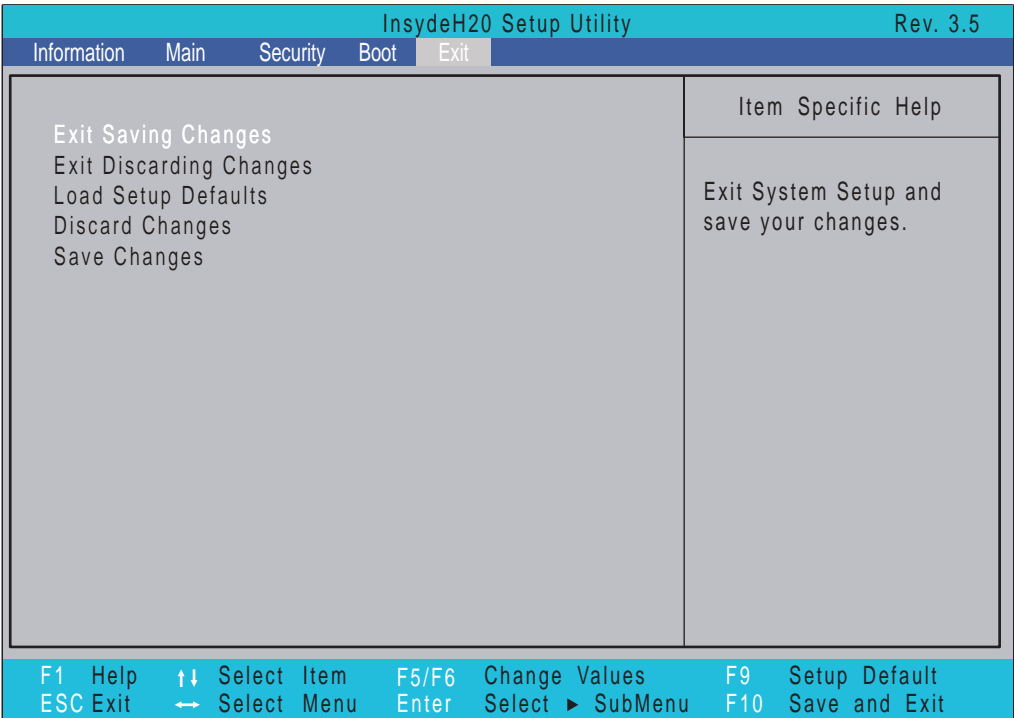 InsydeH20 Setup Utility Rev. 3.5
Information Main Security Boot Exit
Exit Saving Changes
Exit Discarding Changes
Load Setup Defaults
Discard Changes
Save Changes
Item Specific Help
Exit System Setup and
save your changes.
F1 Help ↑↓ Select Item F5/F6 Change Values F9 Setup Default
ESC Exit ↔ Select Menu Enter Select ► SubMenu F10 Save and Exit